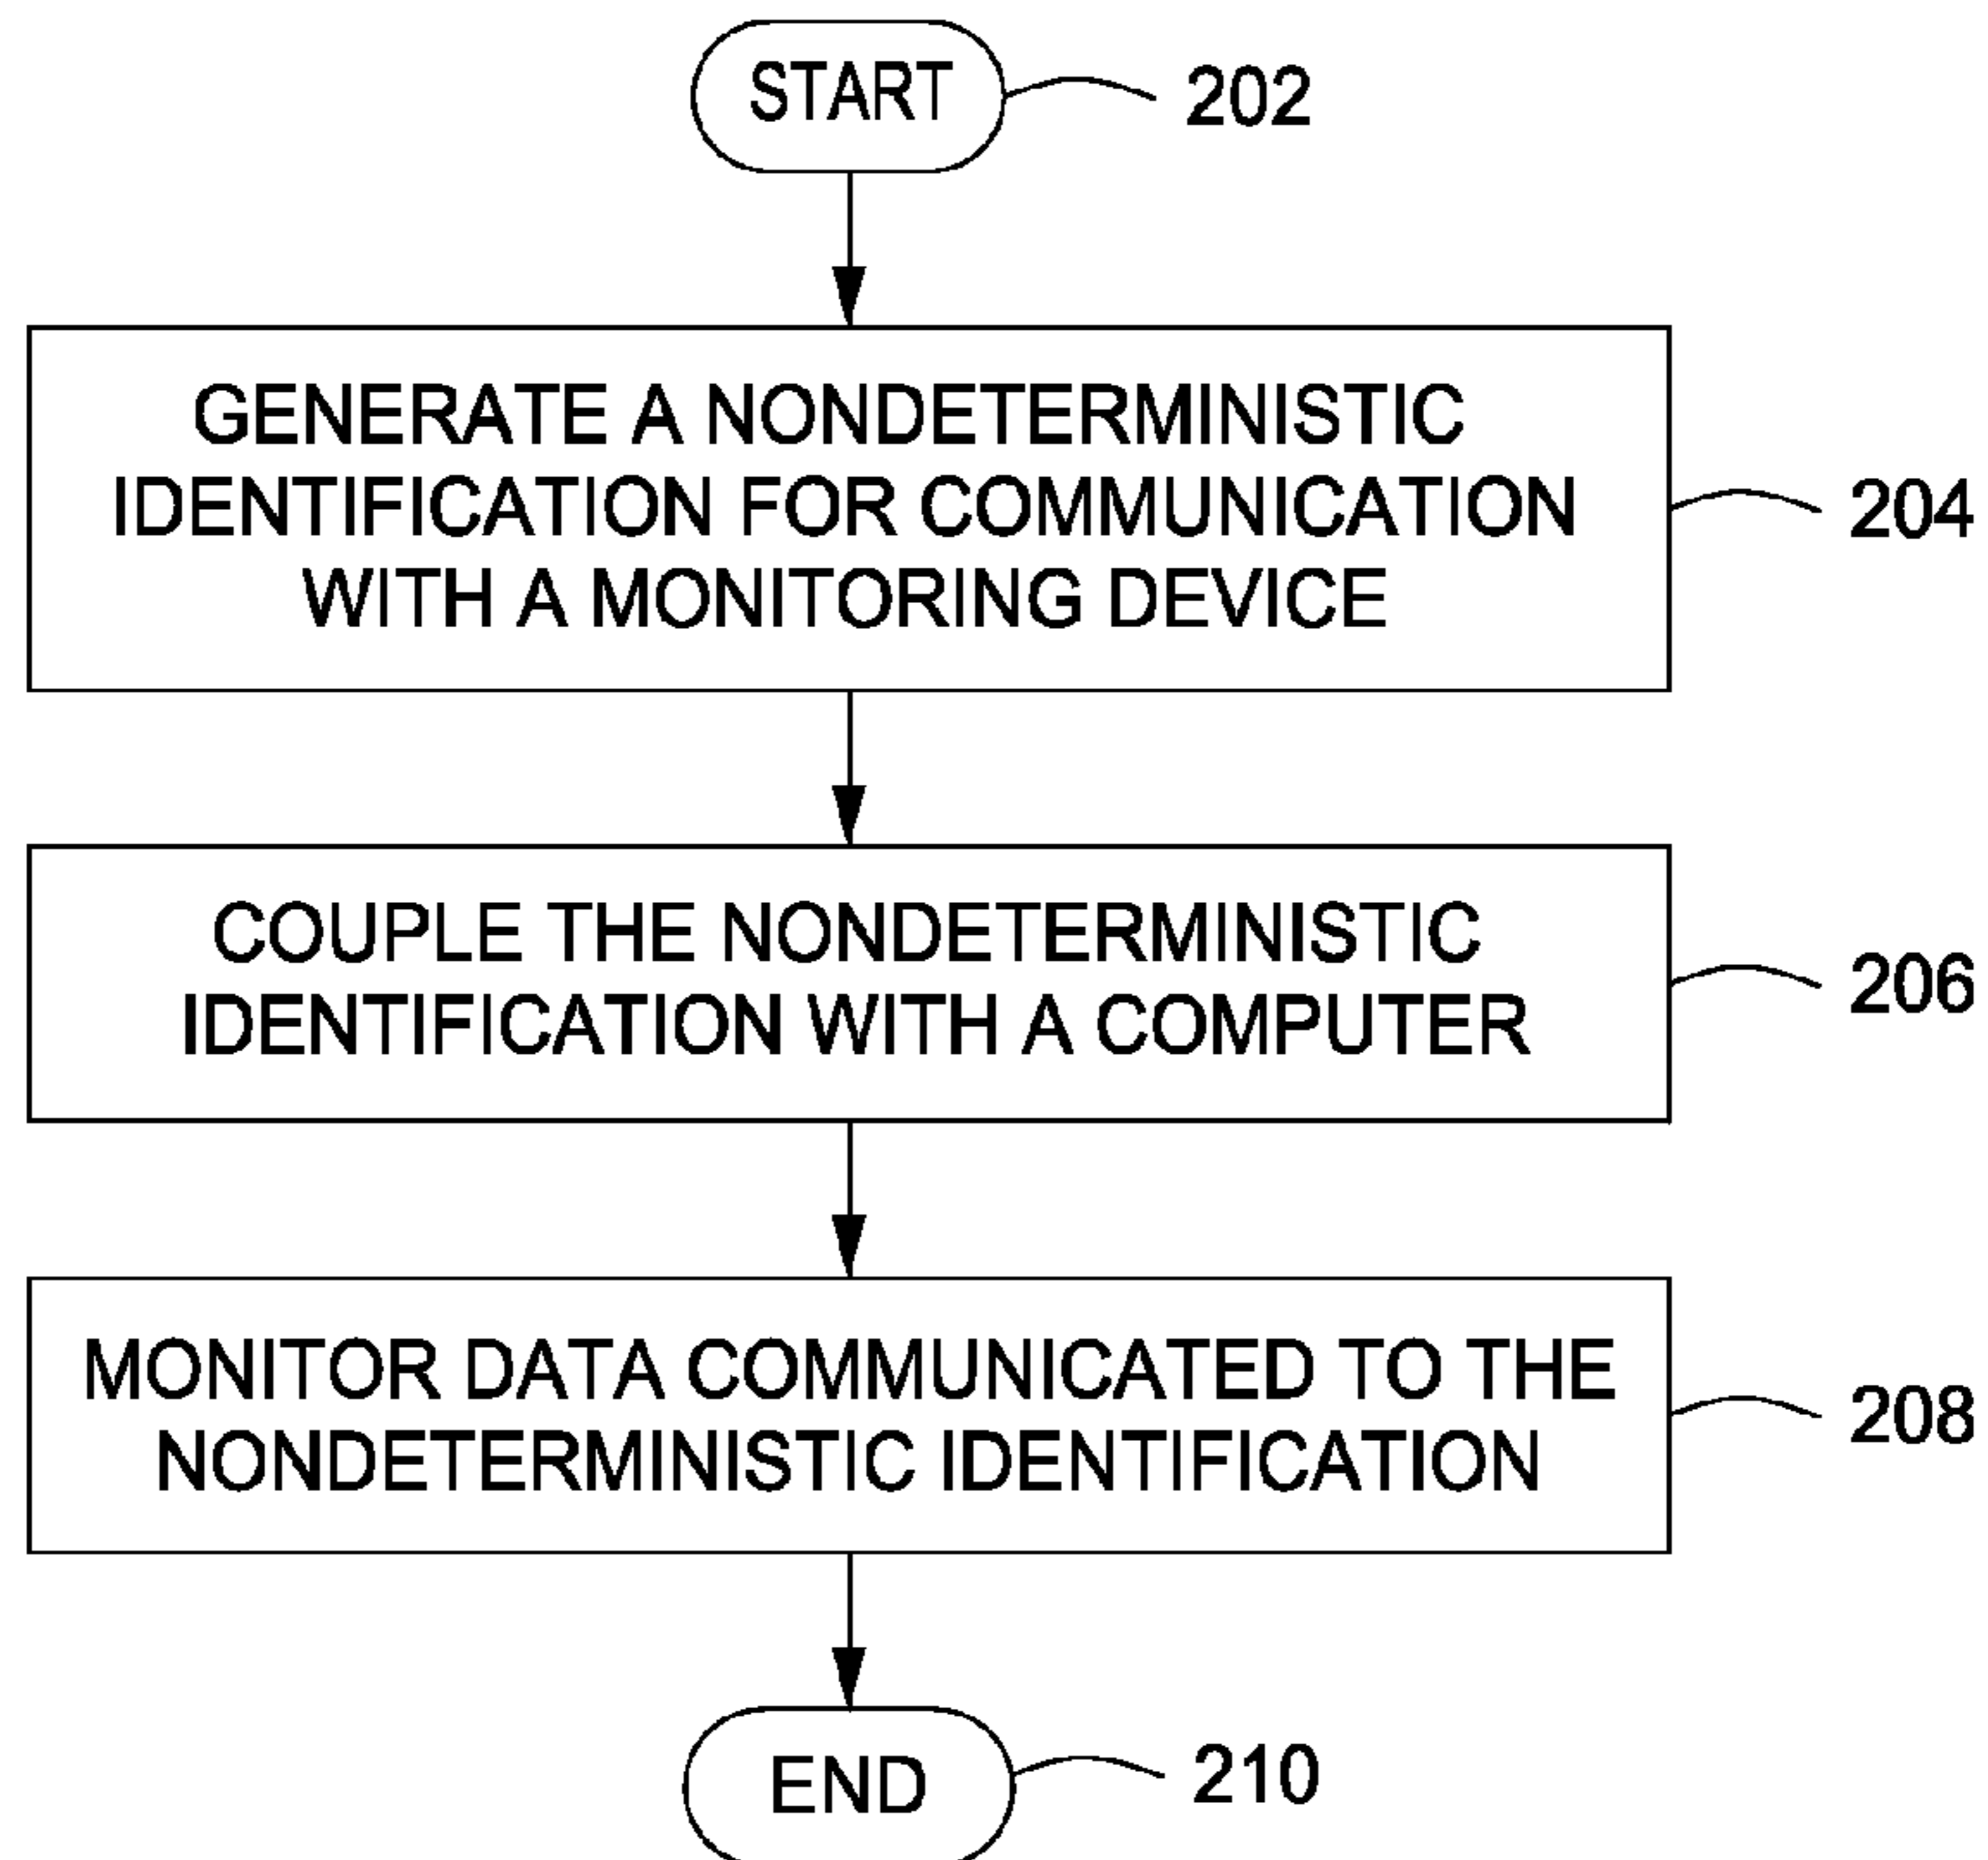 START
202
GENERATE A NONDETERMINISTIC
IDENTIFICATION FOR COMMUNICATION
WITH A MONITORING DEVICE
204
COUPLE THE NONDETERMINISTIC
IDENTIFICATION WITH A COMPUTER
206
MONITOR DATA COMMUNICATED TO THE
NONDETERMINISTIC IDENTIFICATION
208
END
210